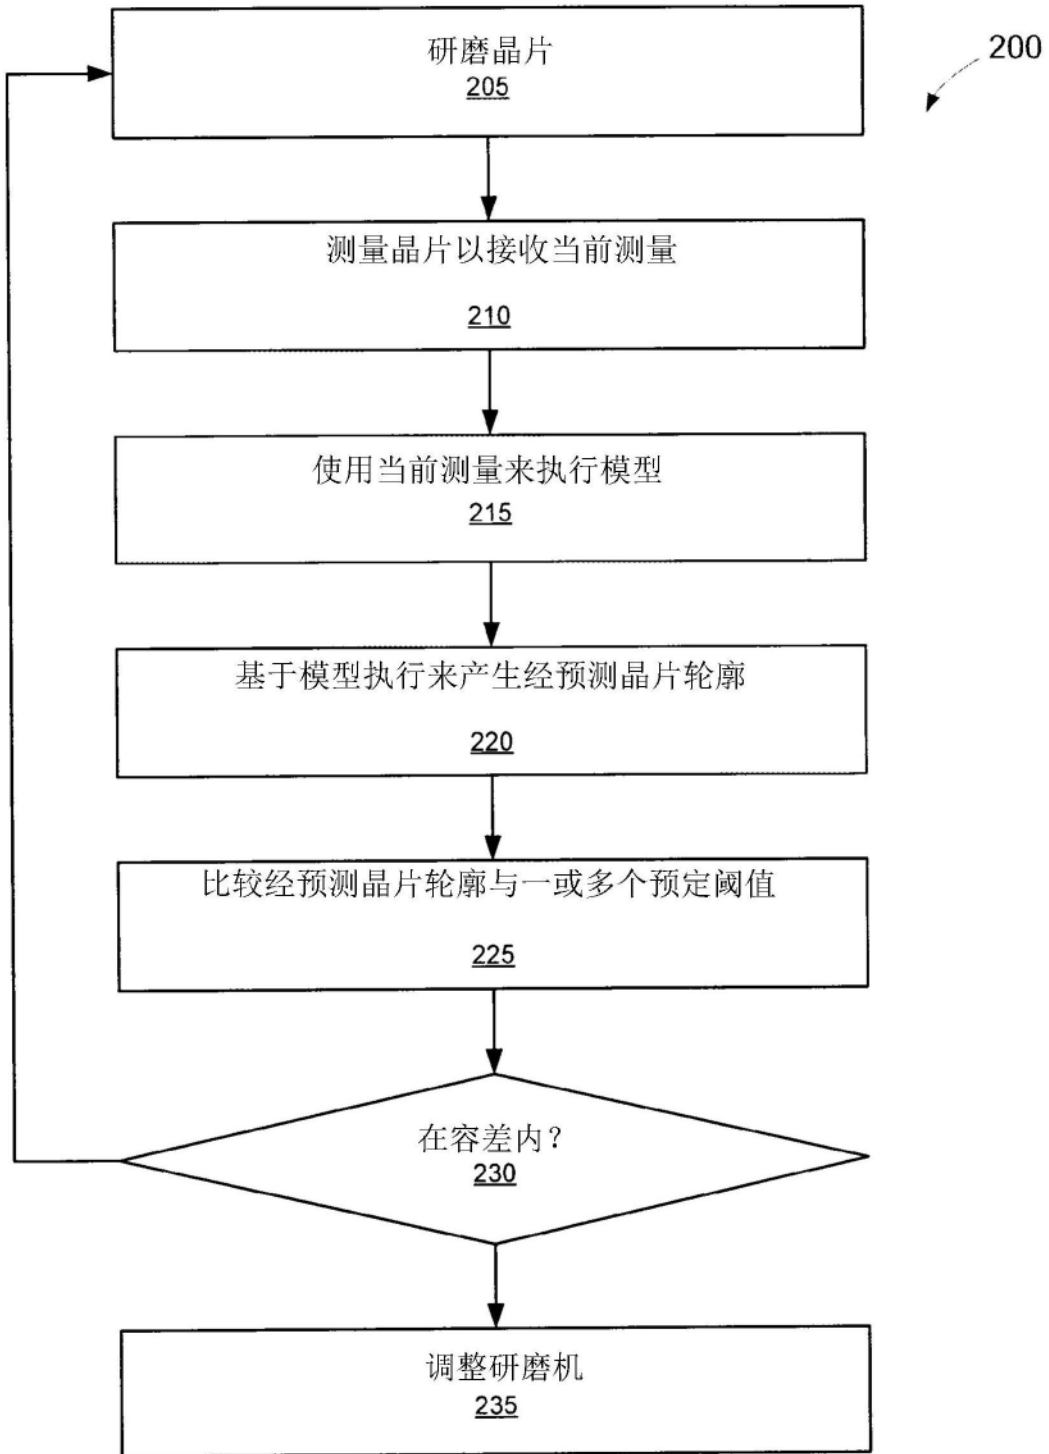 研磨晶片
205
200
测量晶片以接收当前测量
210
使用当前测量来执行模型
215
基于模型执行来产生经预测晶片轮廓
220
比较经预测晶片轮廓与一或多个预定阈值
225
在容差内?
230
调整研磨机
235